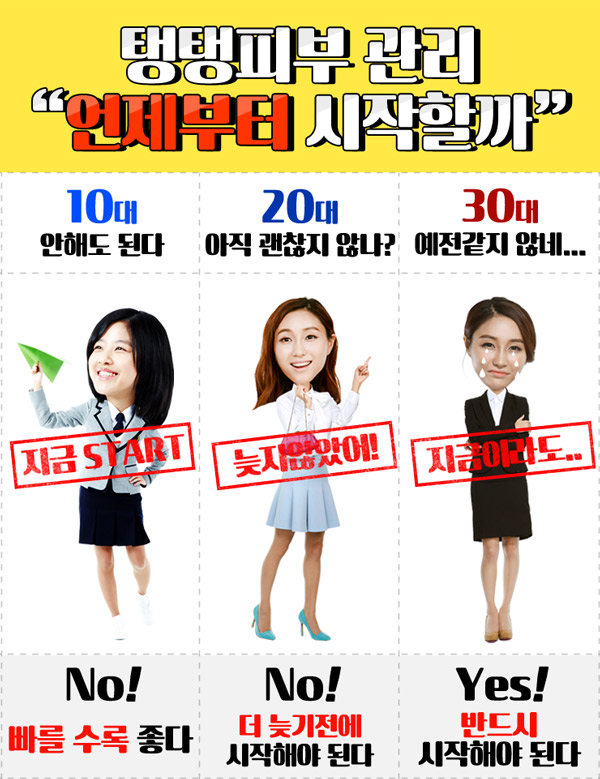 탱탱피부 관리
“언제부터 시작할까”
10대
안해도 된다
20대
아직 괜찮지 않나?
30대
예전같지 않네...
지금 START
늦지않았어!
지금이라도..
No!
빠를 수록 좋다
No!
더 늦기전에
시작해야 된다
Yes!
반드시
시작해야 된다